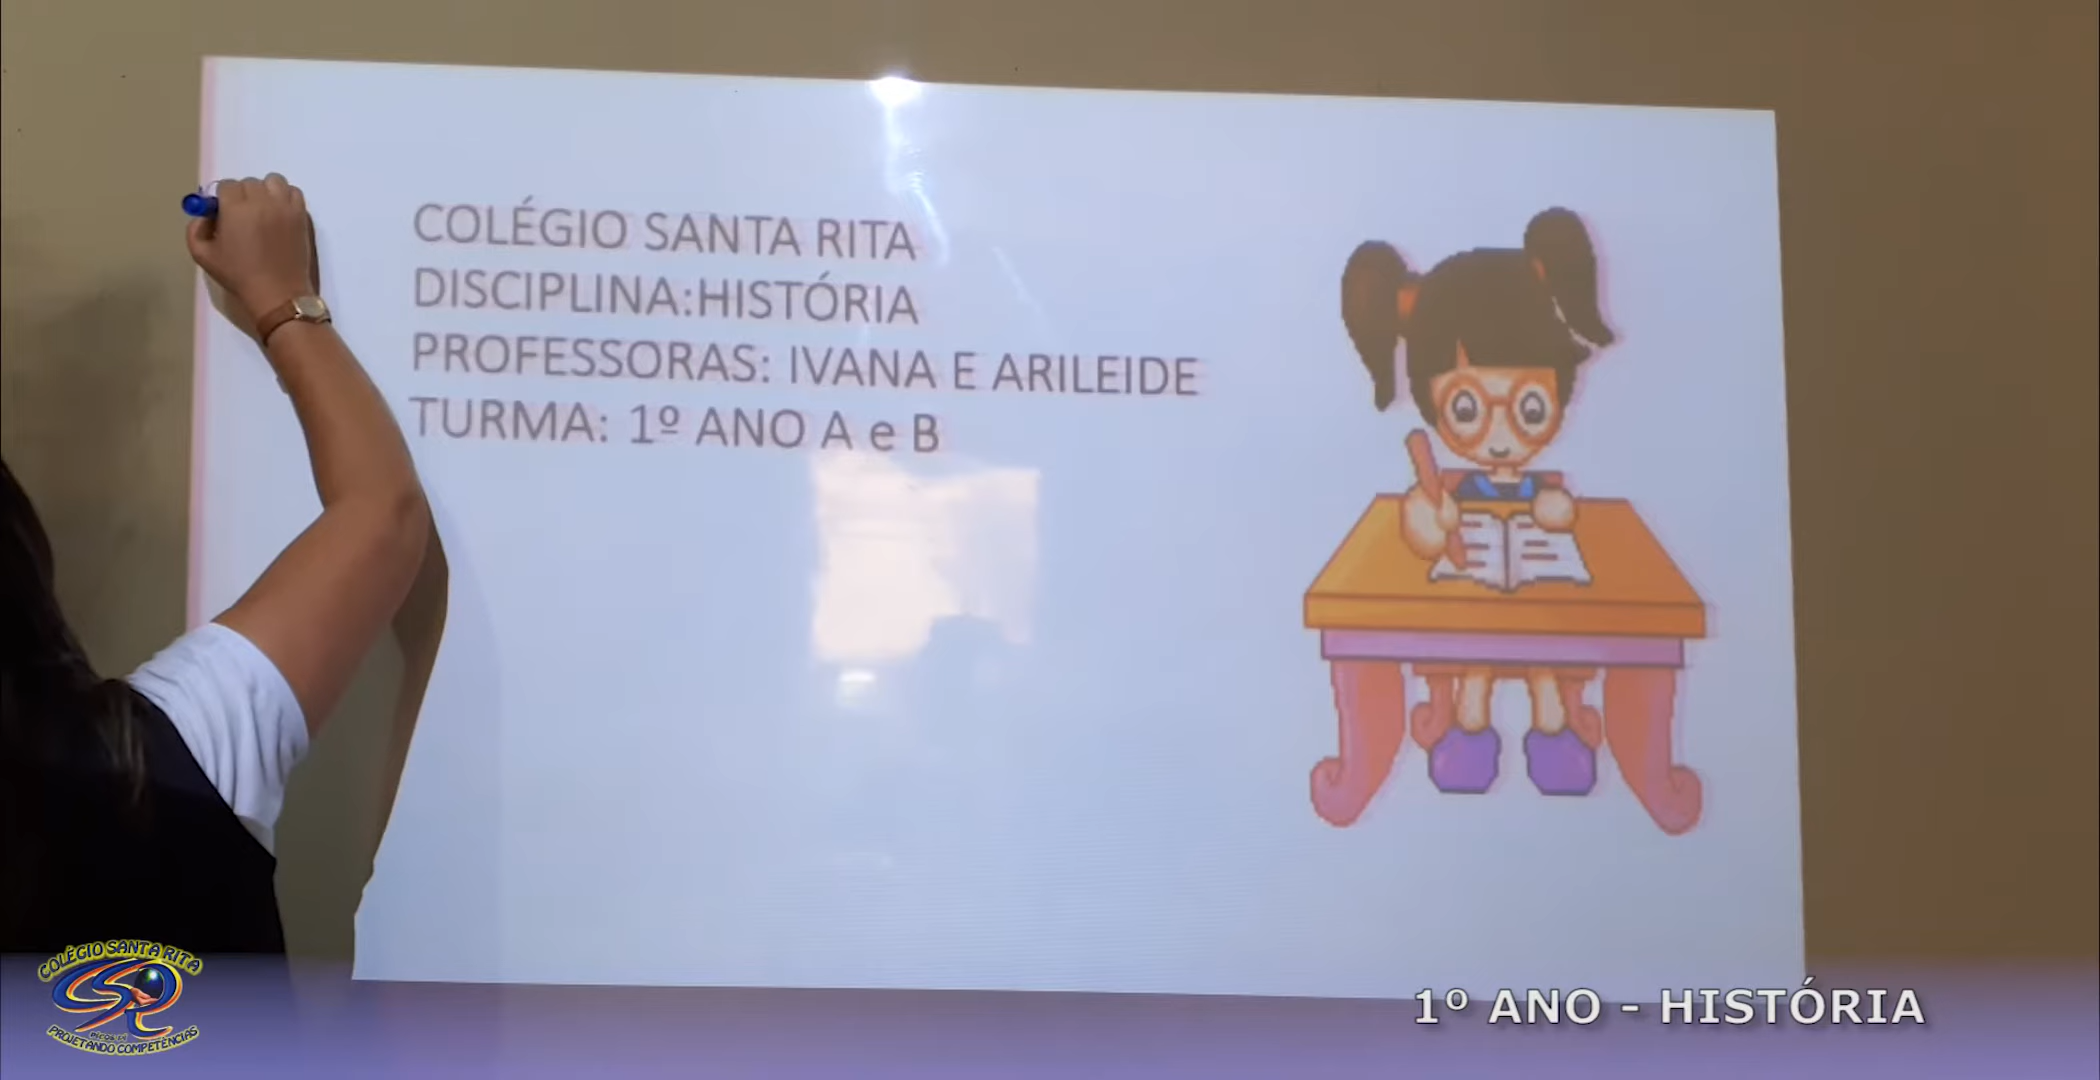 COLÉGIO SANTA RITA
DISCIPLINA:HISTÓRIA
PROFESSORAS: IVANA E ARILEIDE
TURMA: 1º ANO A e B
COLÉGIO SANTA RITA
PROJETANDO COMPETÊNCIAS
1º ANO - HISTÓRIA